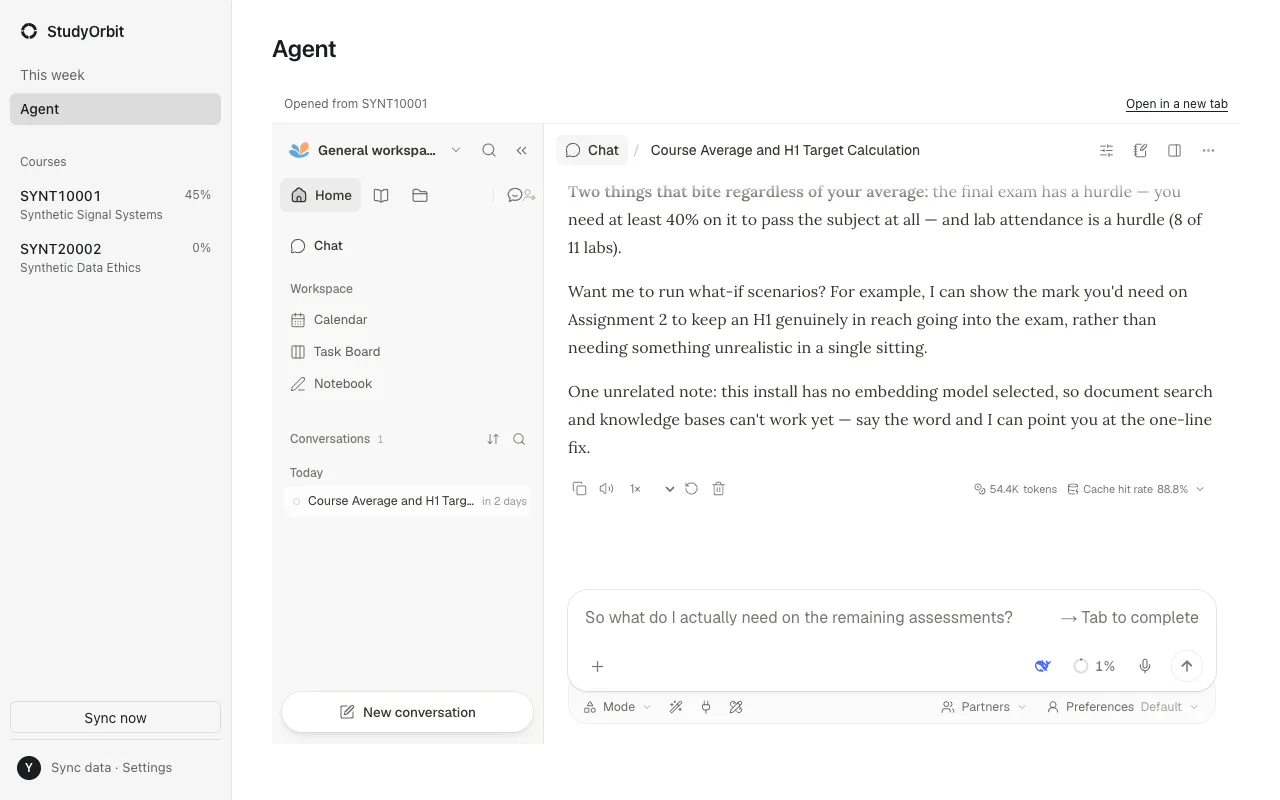 StudyOrbit
This week
Agent
Courses
SYNT10001 45%
Synthetic Signal Systems
SYNT20002 0%
Synthetic Data Ethics
Sync now
Y Sync data · Settings
Agent
Opened from SYNT10001
Open in a new tab
General workspa...
Home
Chat
Workspace
Calendar
Task Board
Notebook
Conversations 1
Today
Course Average and H1 Targ... in 2 days
New conversation
Chat / Course Average and H1 Target Calculation
Two things that bite regardless of your average: the final exam has a hurdle — you
need at least 40% on it to pass the subject at all — and lab attendance is a hurdle (8 of
11 labs).
Want me to run what-if scenarios? For example, I can show the mark you'd need on
Assignment 2 to keep an H1 genuinely in reach going into the exam, rather than
needing something unrealistic in a single sitting.
One unrelated note: this install has no embedding model selected, so document search
and knowledge bases can't work yet — say the word and I can point you at the one-line
fix.
1× 54.4K tokens Cache hit rate 88.8%
So what do I actually need on the remaining assessments? → Tab to complete
1%
Mode Partners Preferences Default